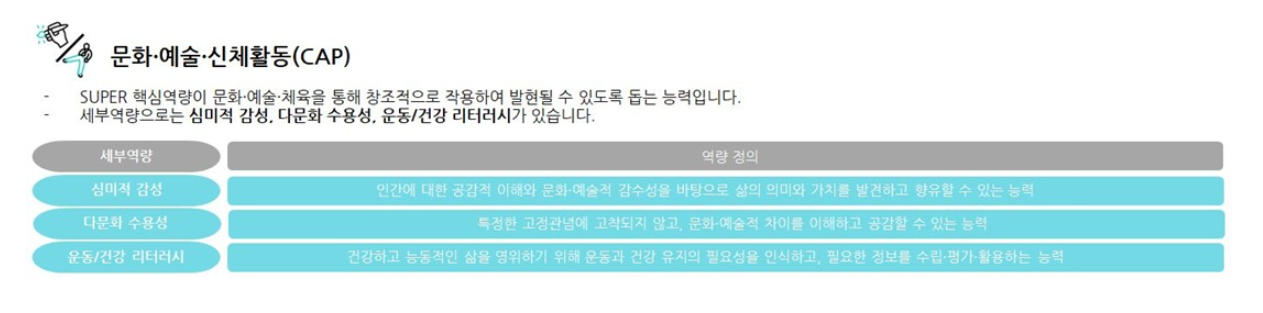 문화·예술·신체활동(CAP)
- SUPER 핵심역량이 문화·예술·체육을 통해 창조적으로 작용하여 발현될 수 있도록 돕는 능력입니다.
- 세부역량으로는 심미적 감성, 다문화 수용성, 운동/건강 리터러시가 있습니다.
세부역량 역량 정의
심미적 감성 인간에 대한 공감적 이해와 문화·예술적 감수성을 바탕으로 삶의 의미와 가치를 발견하고 향유할 수 있는 능력
다문화 수용성 특정한 고정관념에 고착되지 않고, 문화·예술적 차이를 이해하고 공감할 수 있는 능력
운동/건강 리터러시 건강하고 능동적인 삶을 영위하기 위해 운동과 건강 유지의 필요성을 인식하고, 필요한 정보를 수립·평가·활용하는 능력